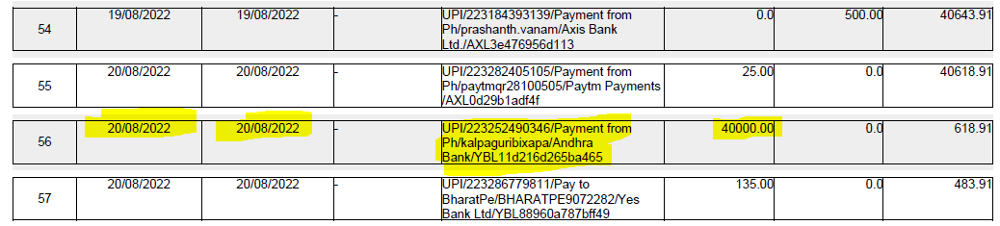 54 19/08/2022 19/08/2022 - UPI/223184393139/Payment from 0.0 500.00 40643.91
Ph/prashanth.vanam/Axis Bank
Ltd./AXL3e476956d113
55 20/08/2022 20/08/2022 - UPI/223282405105/Payment from 25.00 0.0 40618.91
Ph/paytmqr28100505/Paytm Payments
/AXL0d29b1adf4f
56 20/08/2022 20/08/2022 - UPI/223252490346/Payment from 40000.00 0.0 618.91
Ph/kalpaguribixapa/Andhra
Bank/YBL11d216d265ba465
57 20/08/2022 20/08/2022 - UPI/223286779811/Pay to 135.00 0.0 483.91
BharatPe/BHARATPE9072282/Yes
Bank Ltd/YBL88960a787bff49